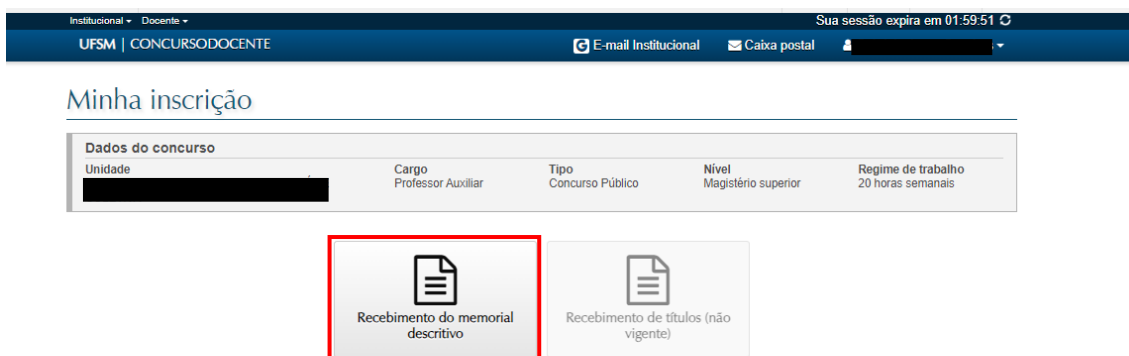 Institucional Docente
Sua sessão expira em 01:59:51
UFSM | CONCURSODOCENTE
G E-mail Institucional
Caixa postal
Minha inscrição
Dados do concurso
Unidade Cargo Tipo Nível Regime de trabalho
Professor Auxiliar Concurso Público Magistério superior 20 horas semanais
Recebimento do memorial
descritivo
Recebimento de títulos (não
vigente)